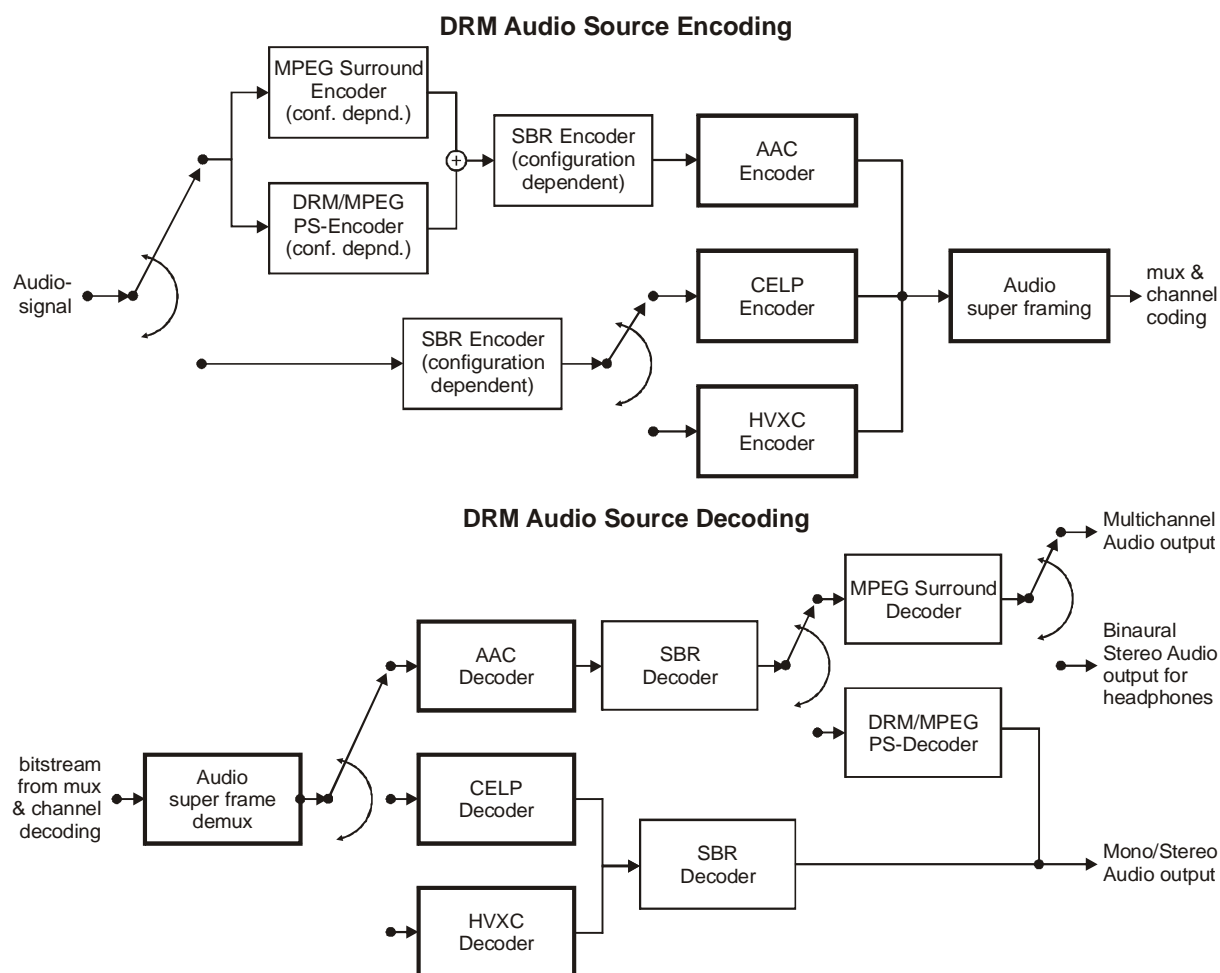 DRM Audio Source Encoding
MPEG Surround
Encoder
(conf. depnd.)
DRM/MPEG
PS-Encoder
(conf. depnd.)
+
SBR Encoder
(configuration
dependent)
AAC
Encoder
Audio-
signal
SBR Encoder
(configuration
dependent)
CELP
Encoder
HVXC
Encoder
Audio
super framing
mux &
channel
coding
DRM Audio Source Decoding
bitstream
from mux
& channel
decoding
Audio
super frame
demux
AAC
Decoder
SBR
Decoder
MPEG Surround
Decoder
Multichannel
Audio output
Binaural
Stereo Audio
output for
headphones
DRM/MPEG
PS-Decoder
CELP
Decoder
HVXC
Decoder
SBR
Decoder
Mono/Stereo
Audio output